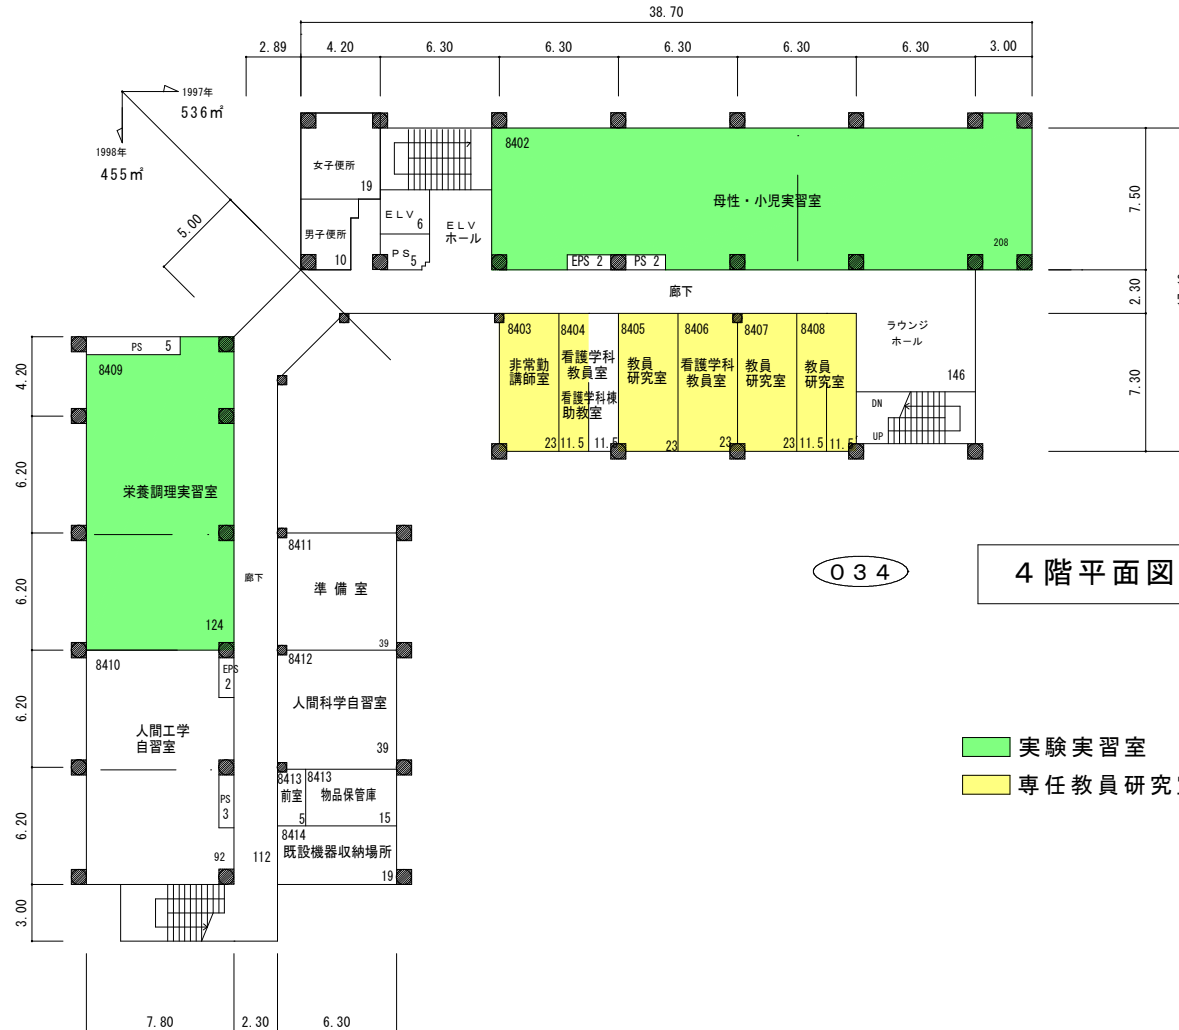 38.70
2.89 4.20 6.30 6.30 6.30 6.30 6.30 3.00
1997年
536㎡
1998年
455㎡
5.00
女子便所
19
男子便所
10
ELV
6
PS
5
ELV
ホール
8402
母性・小児実習室
208
EPS 2
PS 2
7.50
2.30
7.30
廊下
ラウンジ
ホール
146
DN
UP
8403
非常勤
講師室
23
8404
看護学科
教員室
看護学科棟
助教室
11.5
11.5
8405
教員
研究室
23
8406
看護学科
教員室
23
8407
教員
研究室
23
8408
教員
研究室
11.5
11.5
PS 5
8409
栄養調理実習室
124
4.20
6.20
6.20
6.20
6.20
3.00
8410
人間工学
自習室
92
EPS
2
PS
3
廊下
112
8411
準備室
39
8412
人間科学自習室
39
8413
前室
5
8413
物品保管庫
15
8414
既設機器収納場所
19
7.80 2.30 6.30
034
4階平面図
実験実習室
専任教員研究